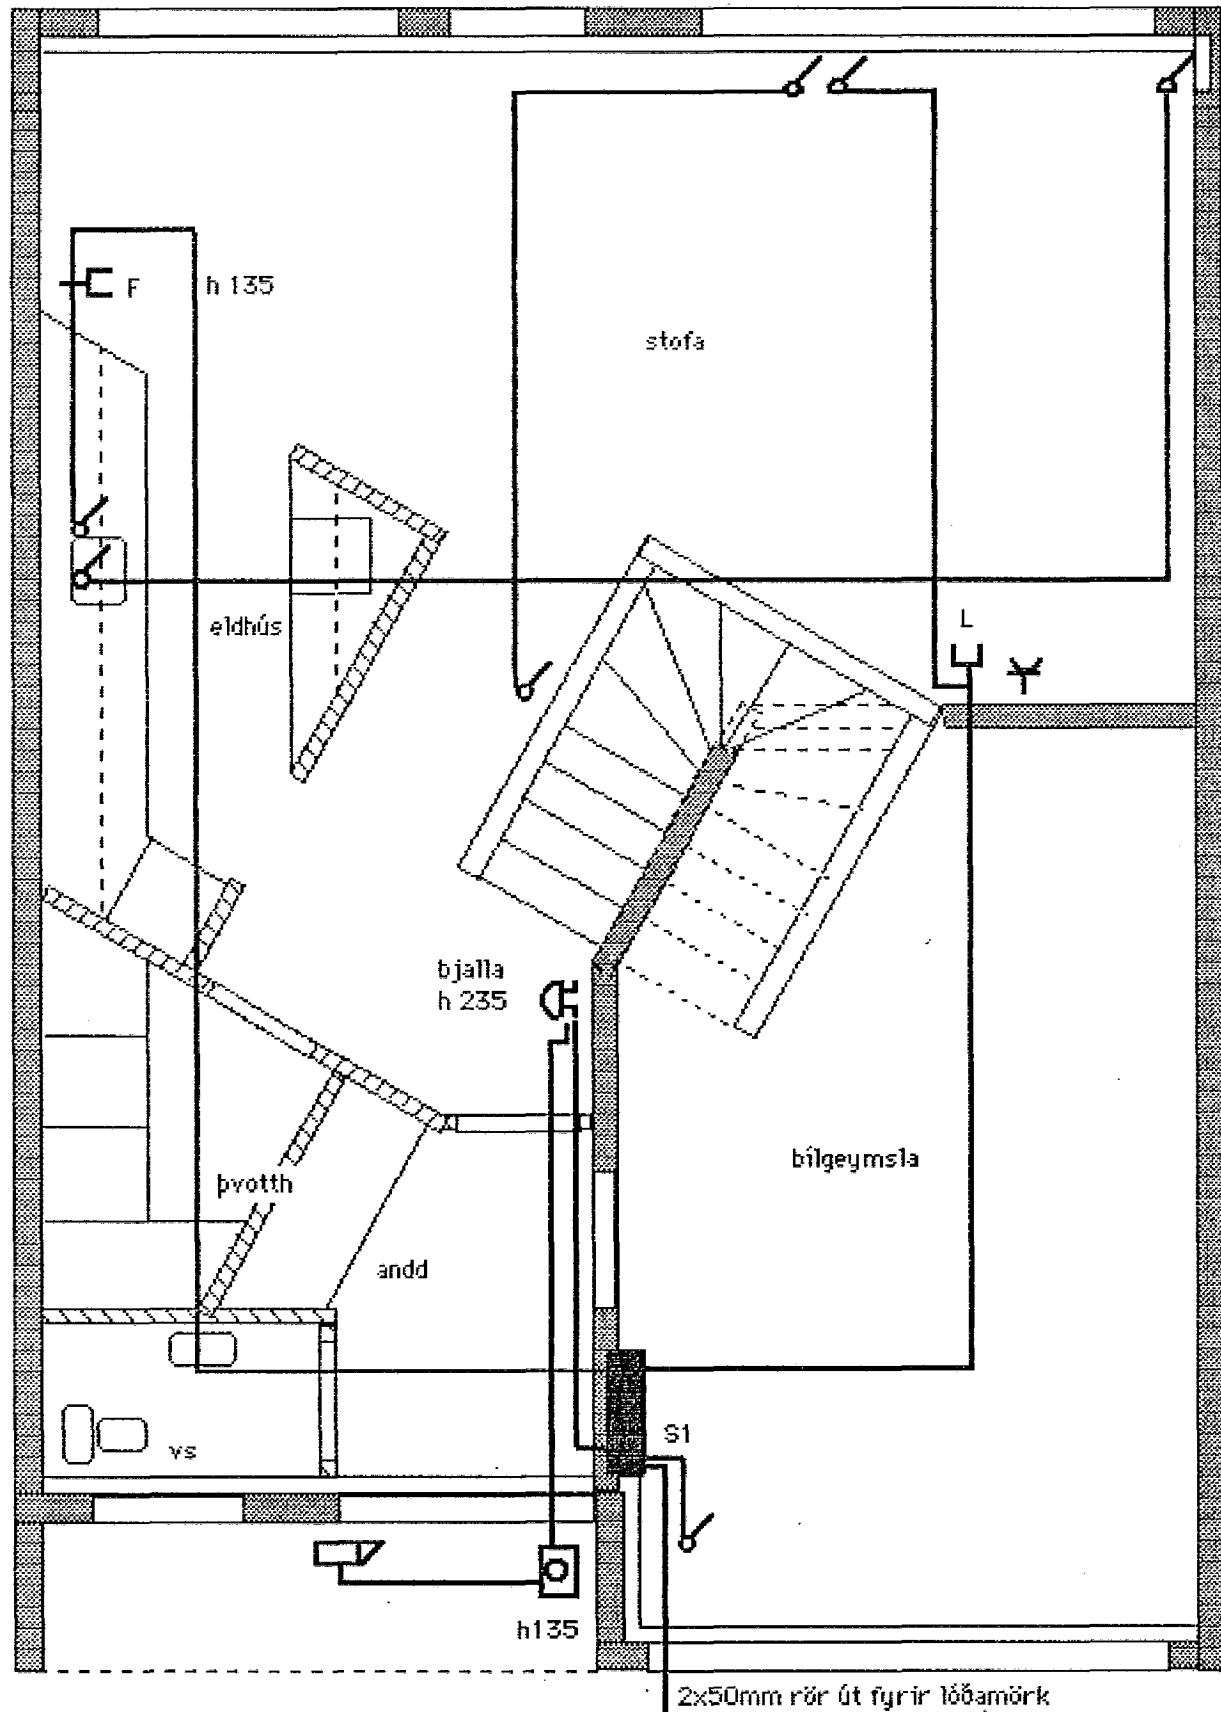 F
h 135
stofa
eldhús
L
bjalla
h 235
bílgeymsla
þvotth
andd
S1
vs
h135
2x50mm rör út fyrir lóðamörk